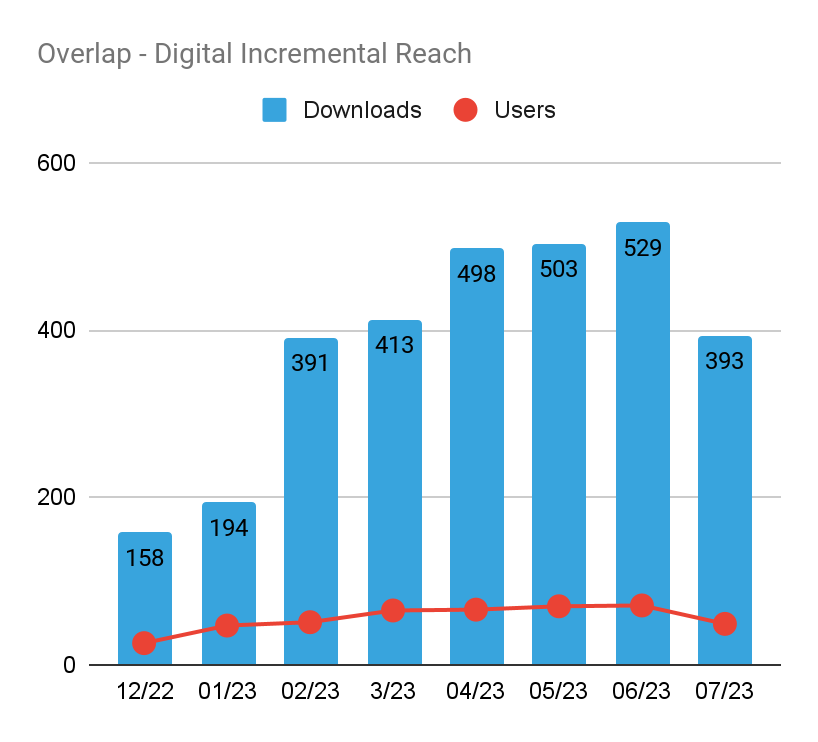 Overlap - Digital Incremental Reach
Downloads Users
600
400
200
0
158 194 391 413 498 503 529 393
12/22 01/23 02/23 3/23 04/23 05/23 06/23 07/23